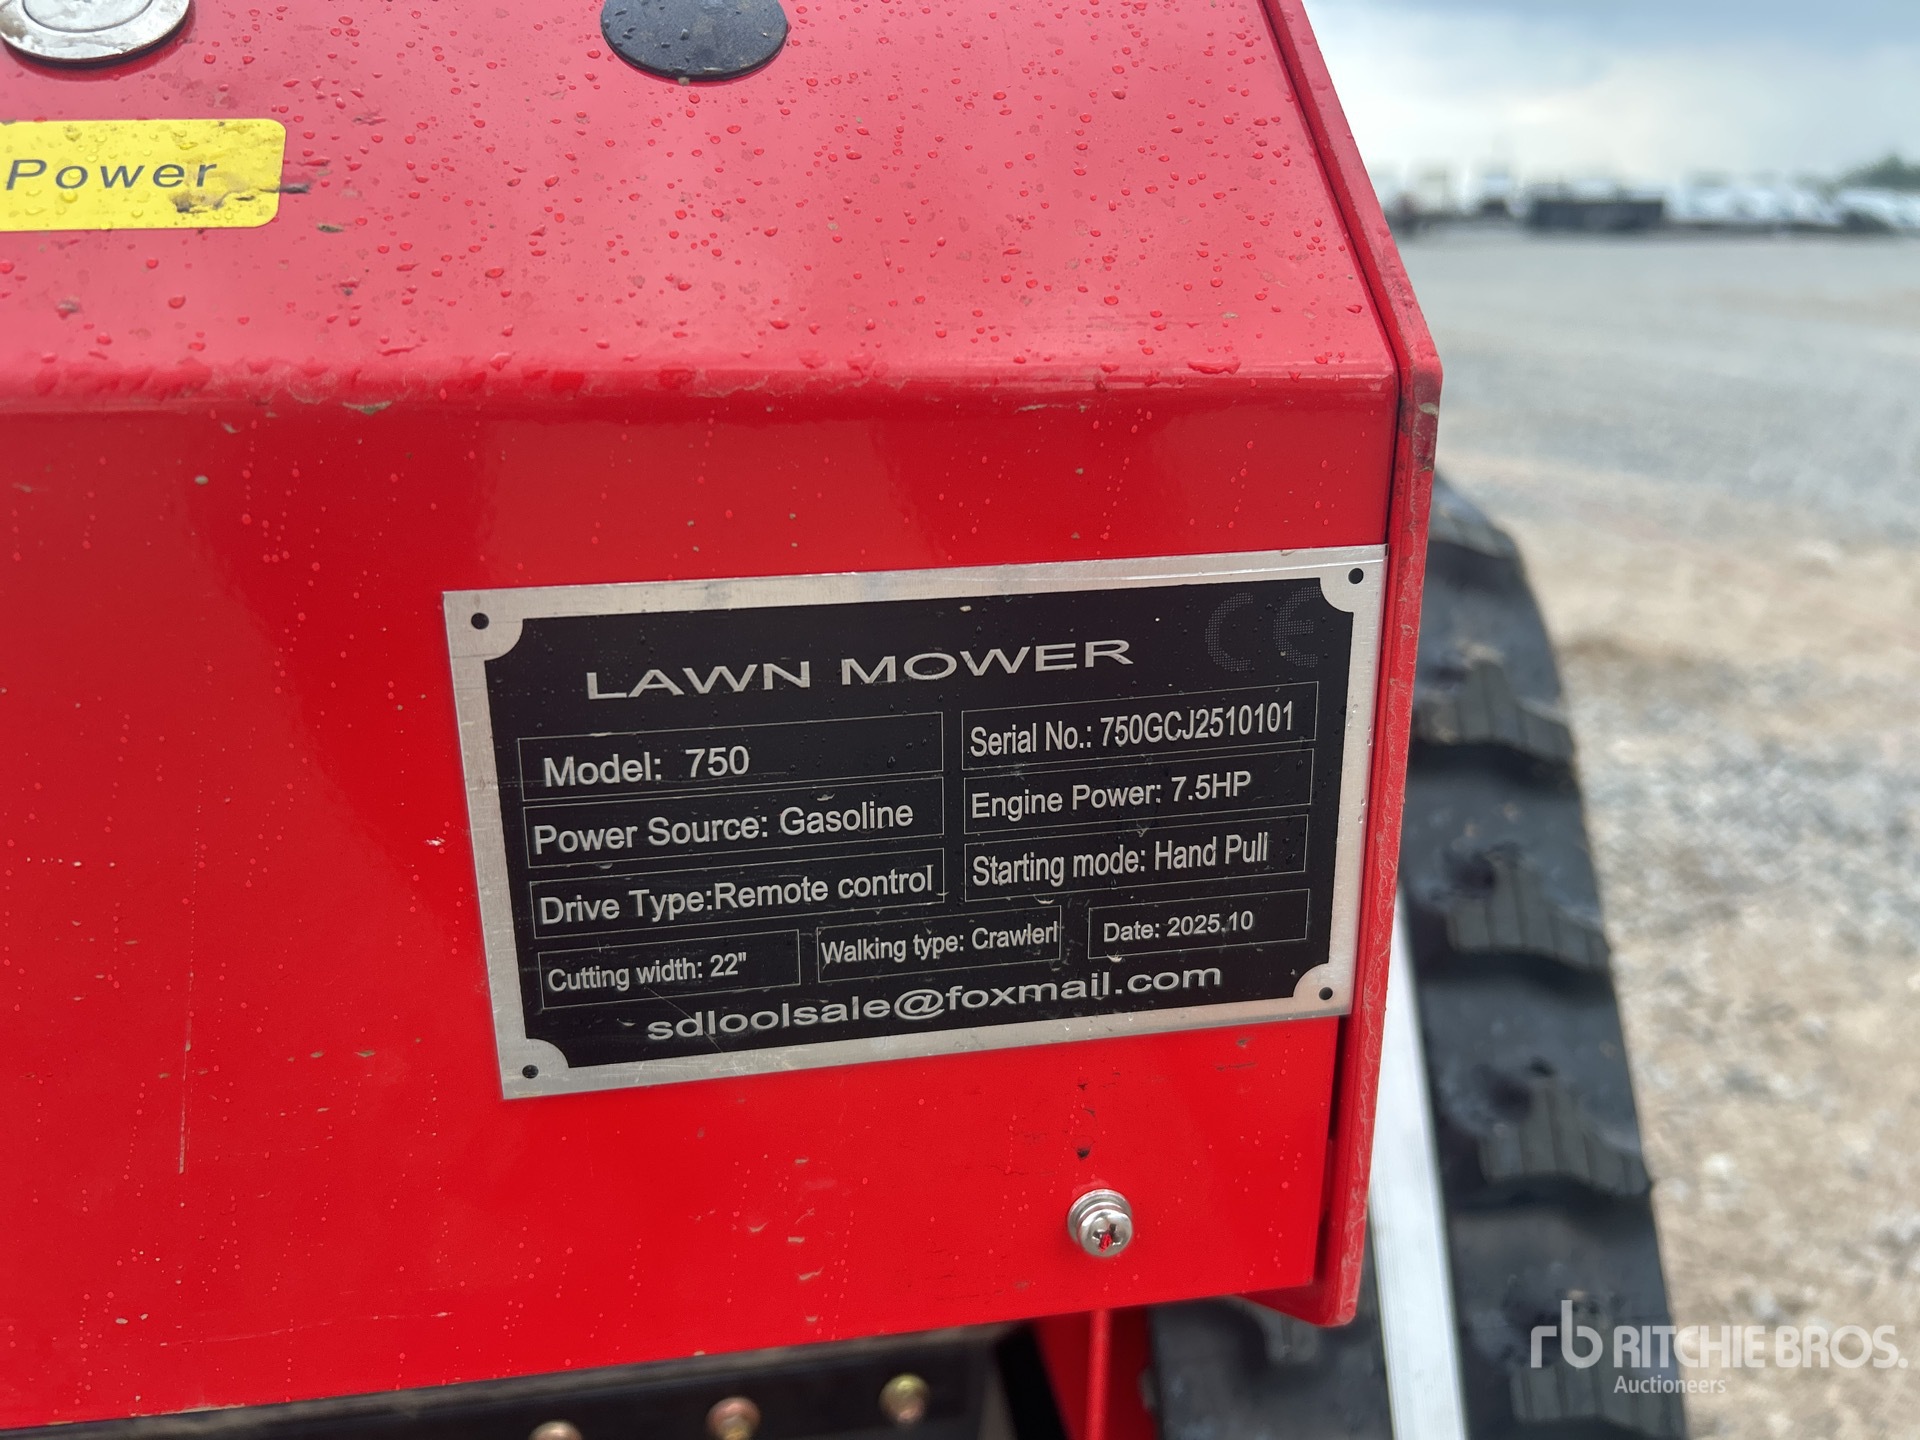 Power
CE
LAWN MOWER
Model: 750
Serial No.: 750GCJ2510101
Power Source: Gasoline
Engine Power: 7.5HP
Drive Type:Remote control
Starting mode: Hand Pull
Cutting width: 22"
Walking type: Crawlerl
Date: 2025.10
sdloolsale@foxmail.com
rb RITCHIE BROS.
Auctioneers